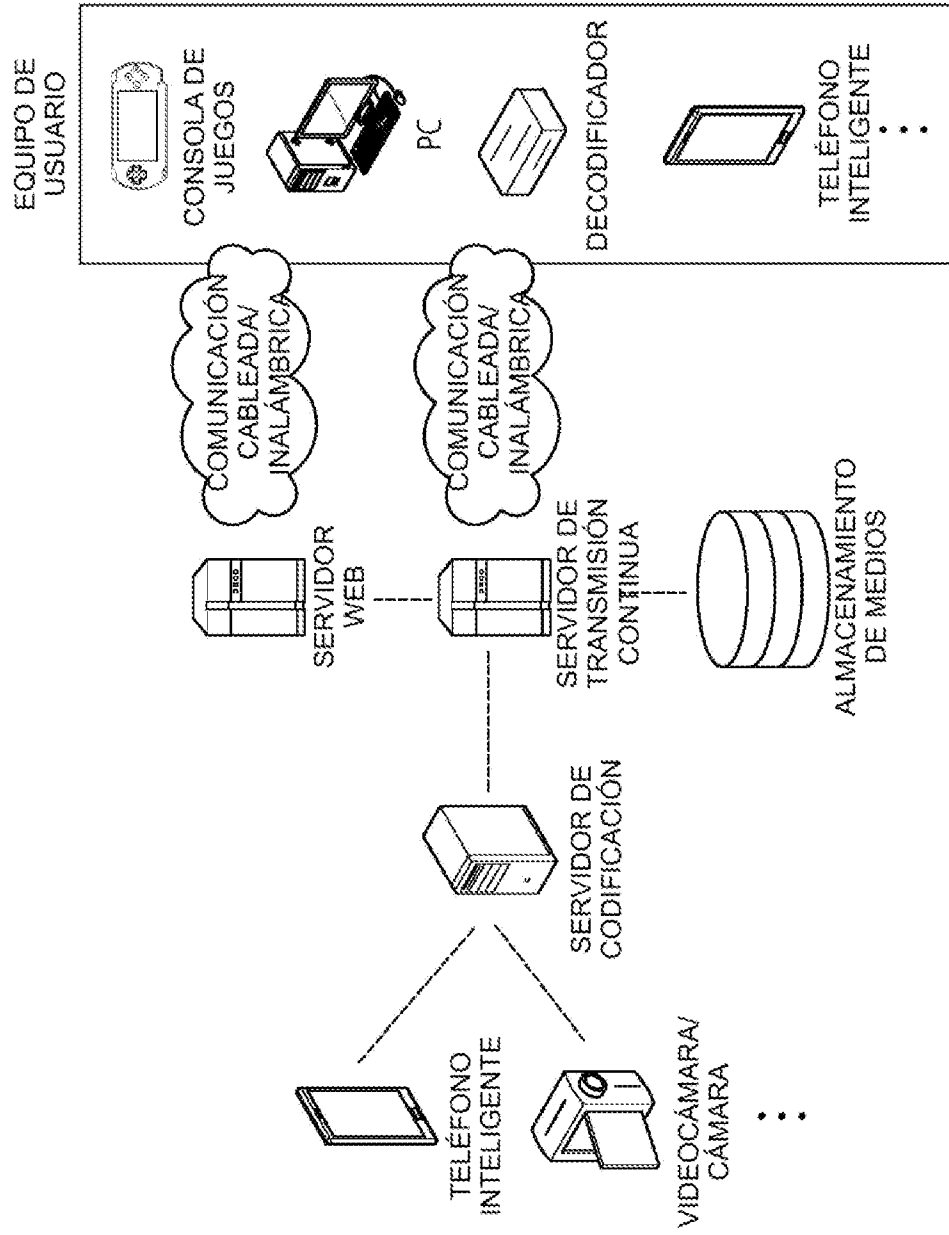 EQUIPO DE
USUARIO
CONSOLA DE
JUEGOS
PC
DECODIFICADOR
TELÉFONO
INTELIGENTE
COMUNICACIÓN
CABLEADA/
INALÁMBRICA
COMUNICACIÓN
CABLEADA/
INALÁMBRICA
SERVIDOR
WEB
SERVIDOR DE
TRANSMISIÓN
CONTINUA
ALMACENAMIENTO
DE MEDIOS
SERVIDOR DE
CODIFICACIÓN
TELÉFONO
INTELIGENTE
VIDEOCÁMARA/
CÁMARA